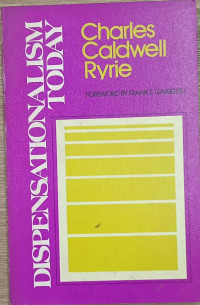 DISPENSATIONALISM
TODAY
Charles
Caldwell
Ryrie
FOREWORD BY FRANK E. GAEBELEIN